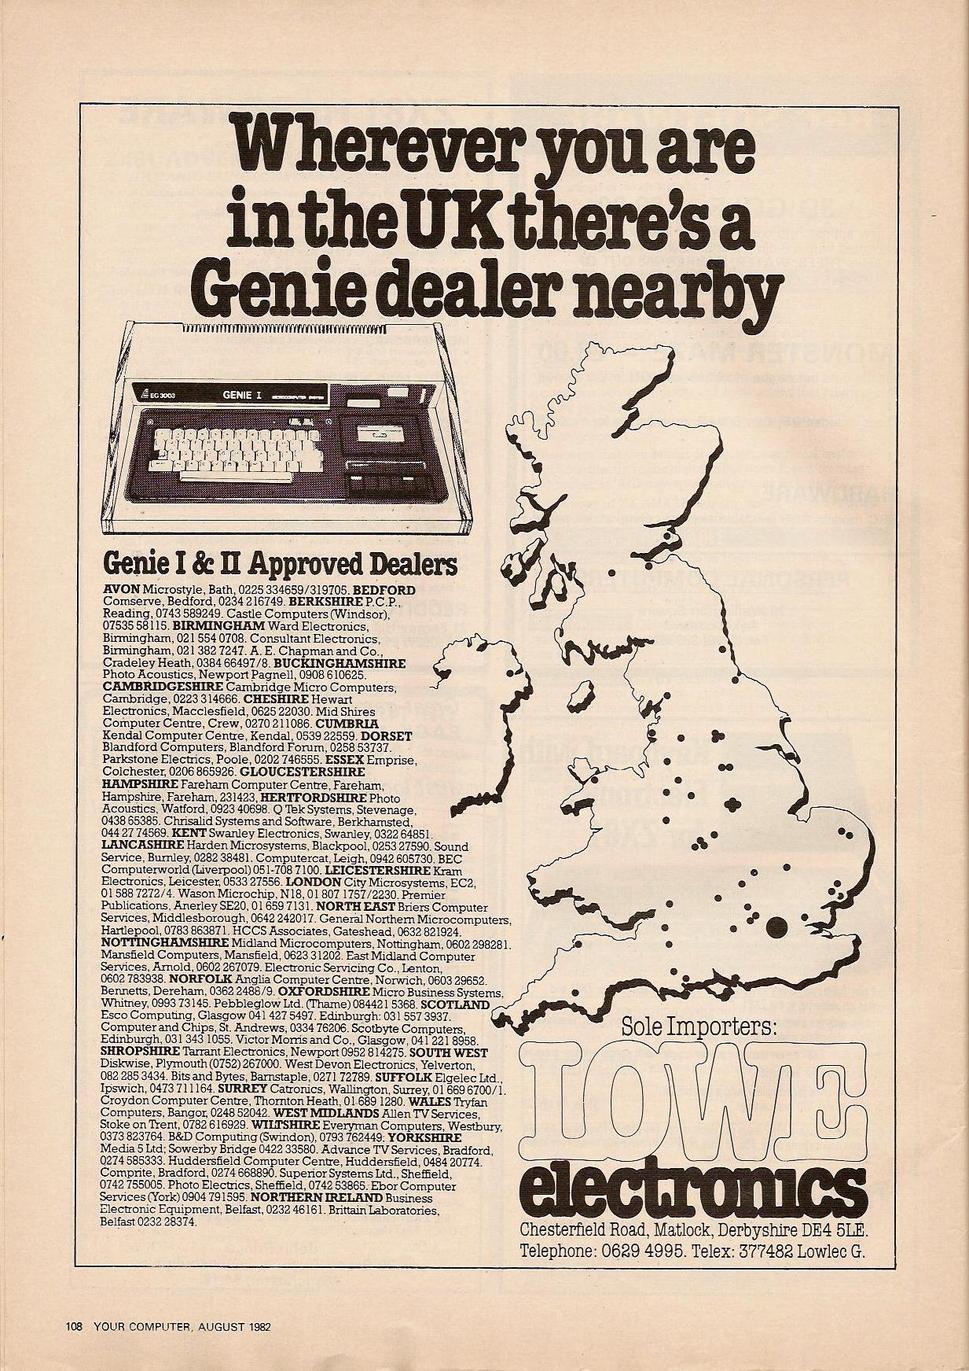 Wherever you are
in the UK there's a
Genie dealer nearby
EG 3003 GENIE I MICROCOMPUTER SYSTEM
Genie I & II Approved Dealers
AVON Microstyle, Bath, 0225 334659/319705. BEDFORD
Comserve, Bedford, 0234 216749. BERKSHIRE P.C.P.,
Reading, 0743 589249. Castle Computers (Windsor),
07535 58115. BIRMINGHAM Ward Electronics,
Birmingham, 021 554 0708. Consultant Electronics,
Birmingham, 021 382 7247. A. E. Chapman and Co.,
Cradeley Heath, 0384 66497/8. BUCKINGHAMSHIRE
Photo Acoustics, Newport Pagnell, 0908 610625.
CAMBRIDGESHIRE Cambridge Micro Computers,
Cambridge, 0223 314666. CHESHIRE Hewart
Electronics, Macclesfield, 0625 22030. Mid Shires
Computer Centre, Crew, 0270 211086. CUMBRIA
Kendal Computer Centre, Kendal, 0539 22559. DORSET
Blandford Computers, Blandford Forum, 0258 53737.
Parkstone Electrics, Poole, 0202 746555. ESSEX Emprise,
Colchester, 0206 865926. GLOUCESTERSHIRE
HAMPSHIRE Fareham Computer Centre, Fareham,
Hampshire, Fareham, 231423, HERTFORDSHIRE Photo
Acoustics, Watford, 0923 40698. Q Tek Systems, Stevenage,
0438 65385. Chrisalid Systems and Software, Berkhamsted,
044 27 74569. KENT Swanley Electronics, Swanley, 0322 64851.
LANCASHIRE Harden Microsystems, Blackpool, 0253 27590. Sound
Service, Burnley, 0282 38481. Computercat, Leigh, 0942 605730. BEC
Computerworld (Liverpool) 051-708 7100. LEICESTERSHIRE Kram
Electronics, Leicester, 0533 27556. LONDON City Microsystems, EC2,
01 588 7272/4. Wason Microchip, N18, 01 807 1757/2230. Premier
Publications, Anerley SE20, 01 659 7131. NORTH EAST Briers Computer
Services, Middlesborough, 0642 242017. General Northern Microcomputers,
Hartlepool, 0783 863871. HCCS Associates, Gateshead, 0632 821924.
NOTTINGHAMSHIRE Midland Microcomputers, Nottingham, 0602 298281.
Mansfield Computers, Mansfield, 0623 31202. East Midland Computer
Services, Arnold, 0602 267079. Electronic Servicing Co., Lenton,
0602 783938. NORFOLK Anglia Computer Centre, Norwich, 0603 29652.
Bennetts, Dereham, 0362 2488/9. OXFORDSHIRE Micro Business Systems,
Whitney, 0993 73145. Pebbleglow Ltd. (Thame) 084421 5368. SCOTLAND
Esco Computing, Glasgow 041 427 5497. Edinburgh: 031 557 3937.
Computer and Chips, St. Andrews, 0334 76206. Scotbyte Computers,
Edinburgh, 031 343 1055. Victor Morris and Co., Glasgow, 041 221 8958.
SHROPSHIRE Tarrant Electronics, Newport 0952 814275. SOUTH WEST
Diskwise, Plymouth (0752) 267000. West Devon Electronics, Yelverton,
082 285 3434. Bits and Bytes, Barnstaple, 0271 72789. SUFFOLK Elgelec Ltd.,
Ipswich, 0473 711164. SURREY Catronics, Wallington, Surrey, 01 669 6700/1.
Croydon Computer Centre, Thornton Heath, 01-689 1280. WALES Tryfan
Computers, Bangor, 0248 52042. WEST MIDLANDS Allen TV Services,
Stoke on Trent, 0782 616929. WILTSHIRE Everyman Computers, Westbury,
0373 823764. B&D Computing (Swindon), 0793 762449: YORKSHIRE
Media 5 Ltd; Sowerby Bridge 0422 33580. Advance TV Services, Bradford,
0274 585333. Huddersfield Computer Centre, Huddersfield, 0484 20774.
Comprite, Bradford, 0274 668890. Superior Systems Ltd., Sheffield,
0742 755005. Photo Electrics, Sheffield, 0742 53865. Ebor Computer
Services (York) 0904 791595. NORTHERN IRELAND Business
Electronic Equipment, Belfast, 0232 46161. Brittain Laboratories,
Belfast 0232 28374.
Sole Importers:
LOWE
electronics
Chesterfield Road, Matlock, Derbyshire DE4 5LE.
Telephone: 0629 4995. Telex: 377482 Lowlec G.
108 YOUR COMPUTER, AUGUST 1982